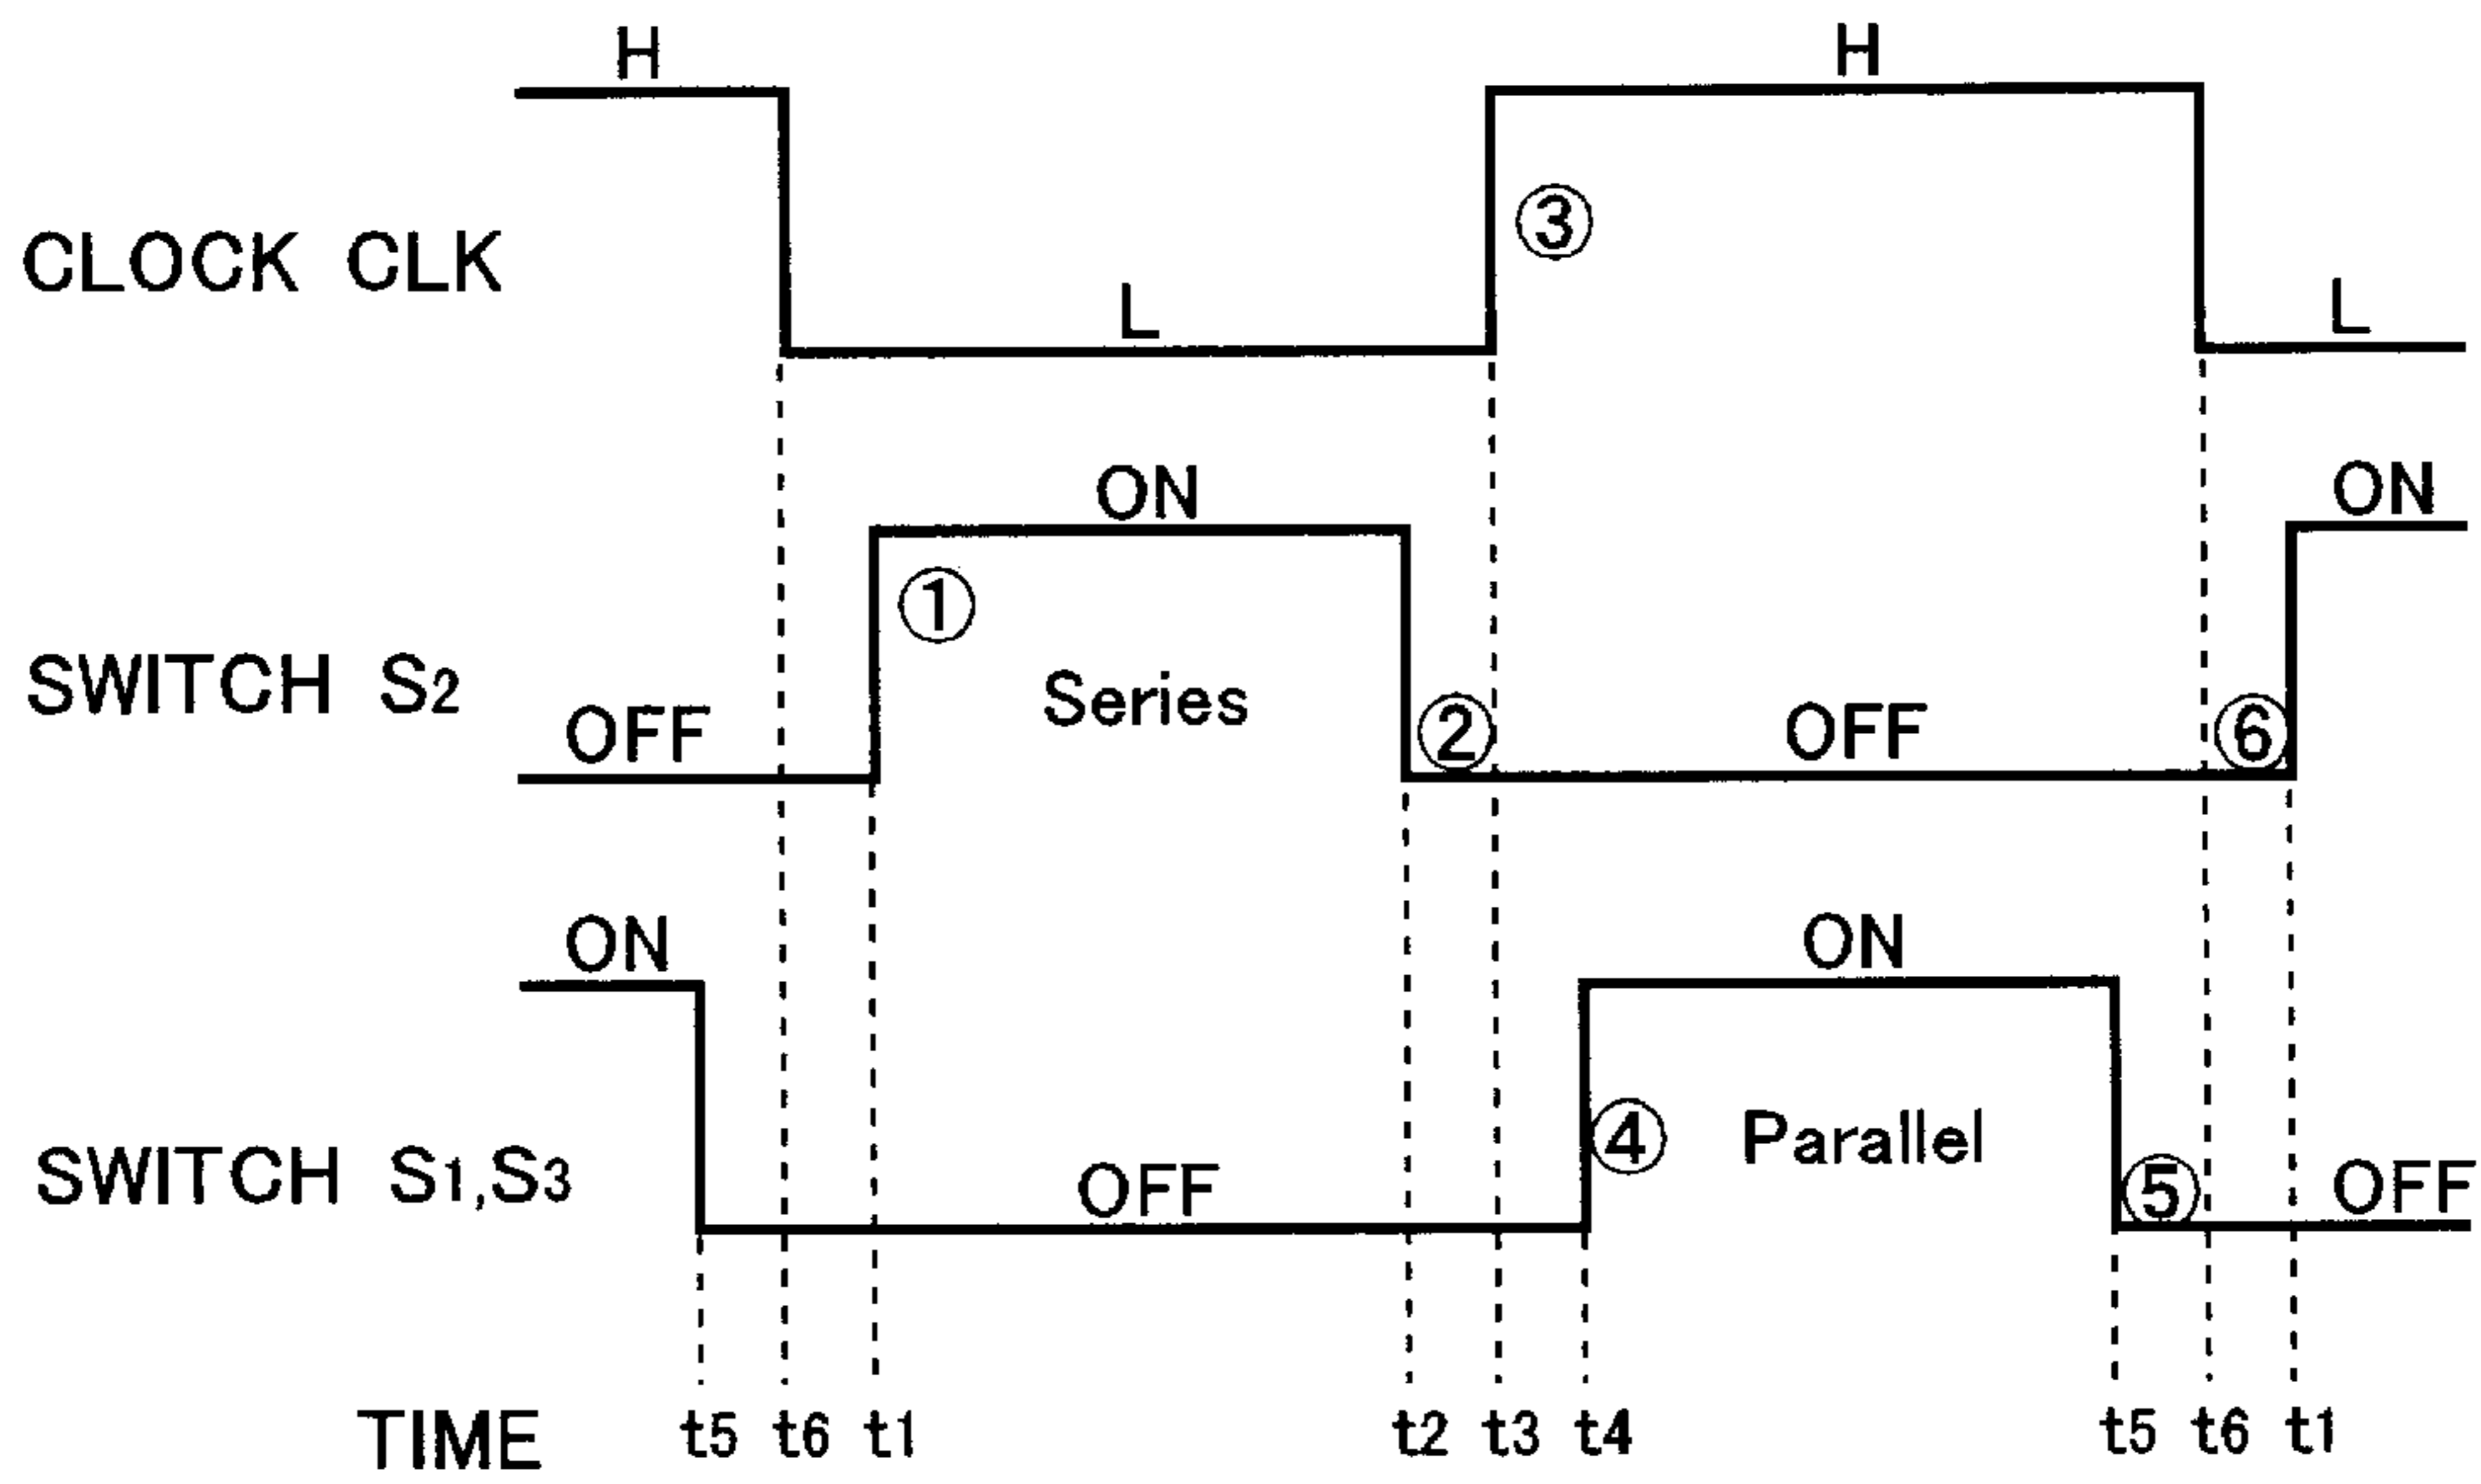 H H
CLOCK CLK ③
L L
ON ON
①
SWITCH S2 OFF Series ② OFF ⑥
ON ON
④ Parallel
SWITCH S1,S3 OFF ⑤ OFF
TIME t5 t6 t1 t2 t3 t4 t5 t6 t1